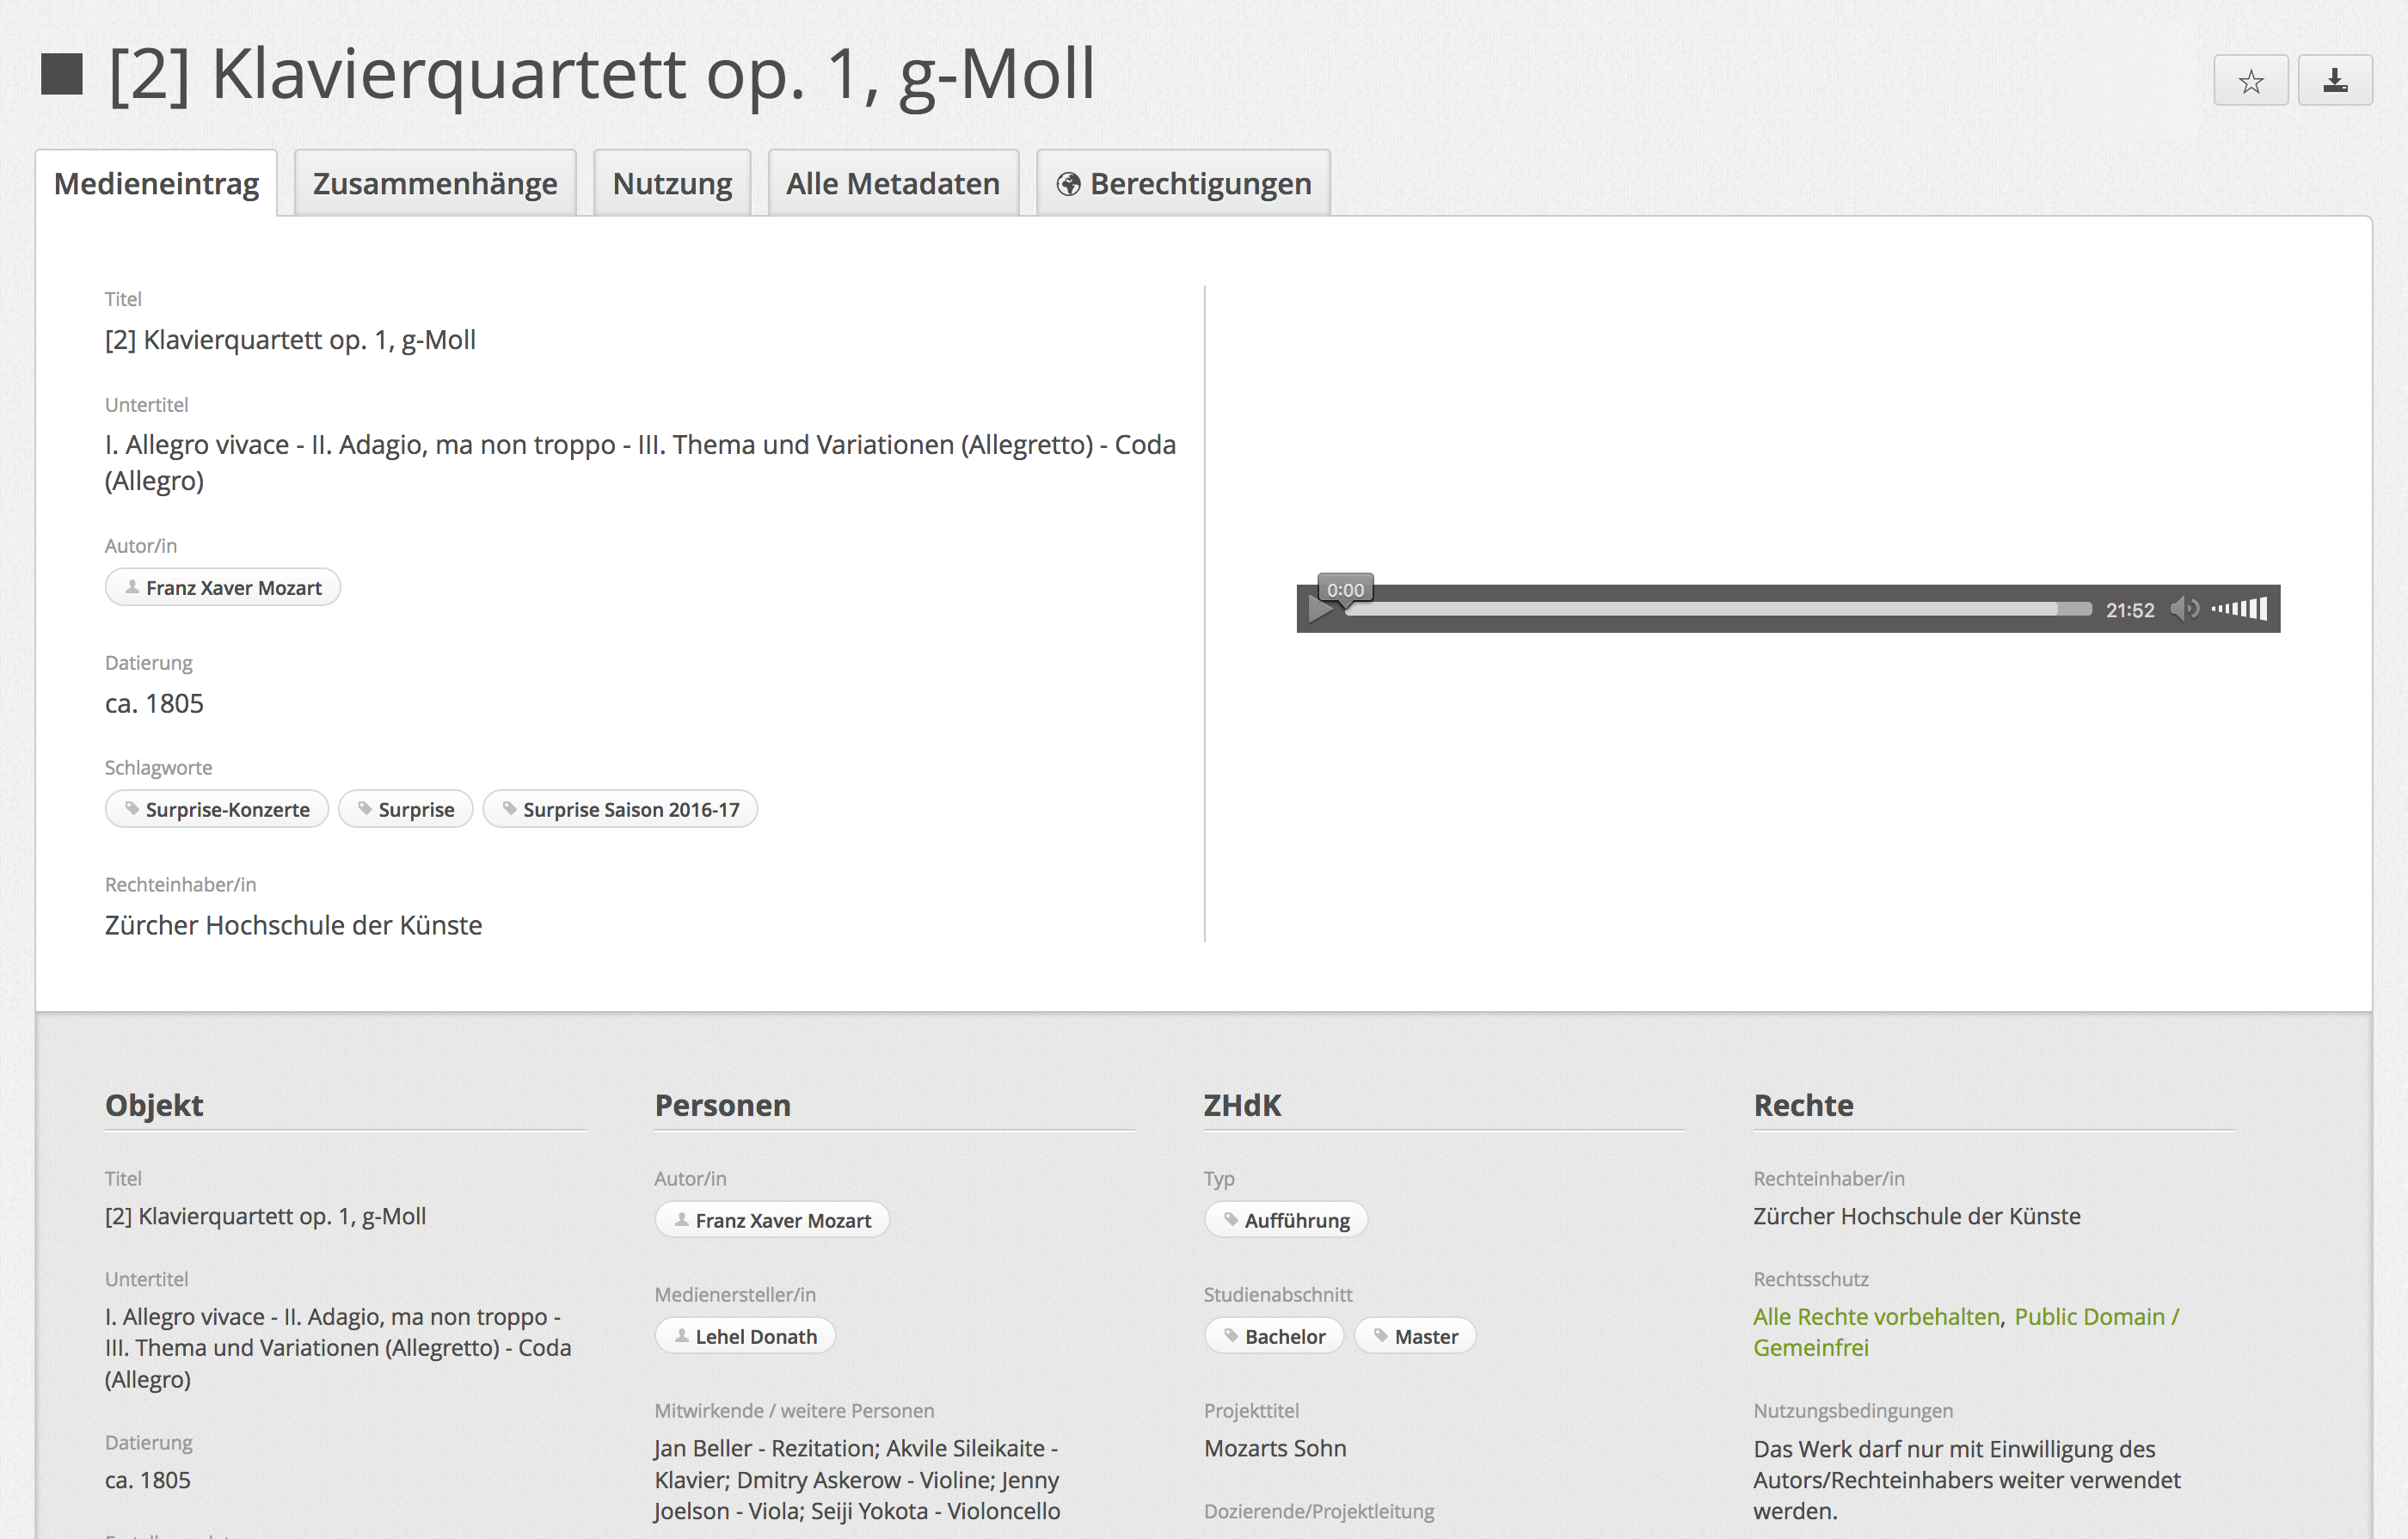 [2] Klavierquartett op. 1, g-Moll
Medieneintrag
Zusammenhänge
Nutzung
Alle Metadaten
Berechtigungen
Titel
[2] Klavierquartett op. 1, g-Moll
Untertitel
I. Allegro vivace - II. Adagio, ma non troppo - III. Thema und Variationen (Allegretto) - Coda
(Allegro)
Autor/in
Franz Xaver Mozart
Datierung
ca. 1805
Schlagworte
Surprise-Konzerte
Surprise
Surprise Saison 2016-17
Rechteinhaber/in
Zürcher Hochschule der Künste
0:00
21:52
Objekt
Titel
[2] Klavierquartett op. 1, g-Moll
Untertitel
I. Allegro vivace - II. Adagio, ma non troppo -
III. Thema und Variationen (Allegretto) - Coda
(Allegro)
Datierung
ca. 1805
Personen
Autor/in
Franz Xaver Mozart
Medienersteller/in
Lehel Donath
Mitwirkende / weitere Personen
Jan Beller - Rezitation; Akvile Sileikaite -
Klavier; Dmitry Askerow - Violine; Jenny
Joelson - Viola; Seiji Yokota - Violoncello
ZHdK
Typ
Aufführung
Studienabschnitt
Bachelor
Master
Projekttitel
Mozarts Sohn
Dozierende/Projektleitung
Rechte
Rechteinhaber/in
Zürcher Hochschule der Künste
Rechtsschutz
Alle Rechte vorbehalten, Public Domain /
Gemeinfrei
Nutzungsbedingungen
Das Werk darf nur mit Einwilligung des
Autors/Rechteinhabers weiter verwendet
werden.